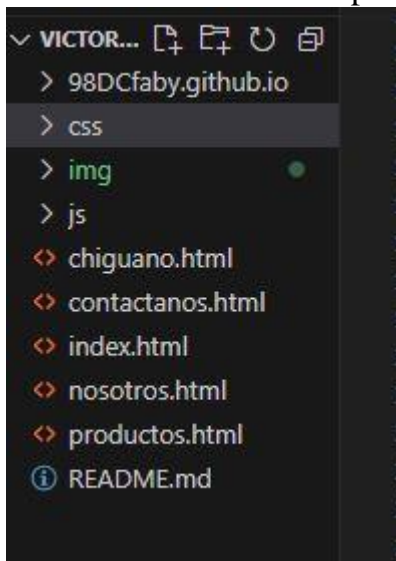 VICTOR...
98DCfaby.github.io
css
img
js
chiguano.html
contactanos.html
index.html
nosotros.html
productos.html
README.md